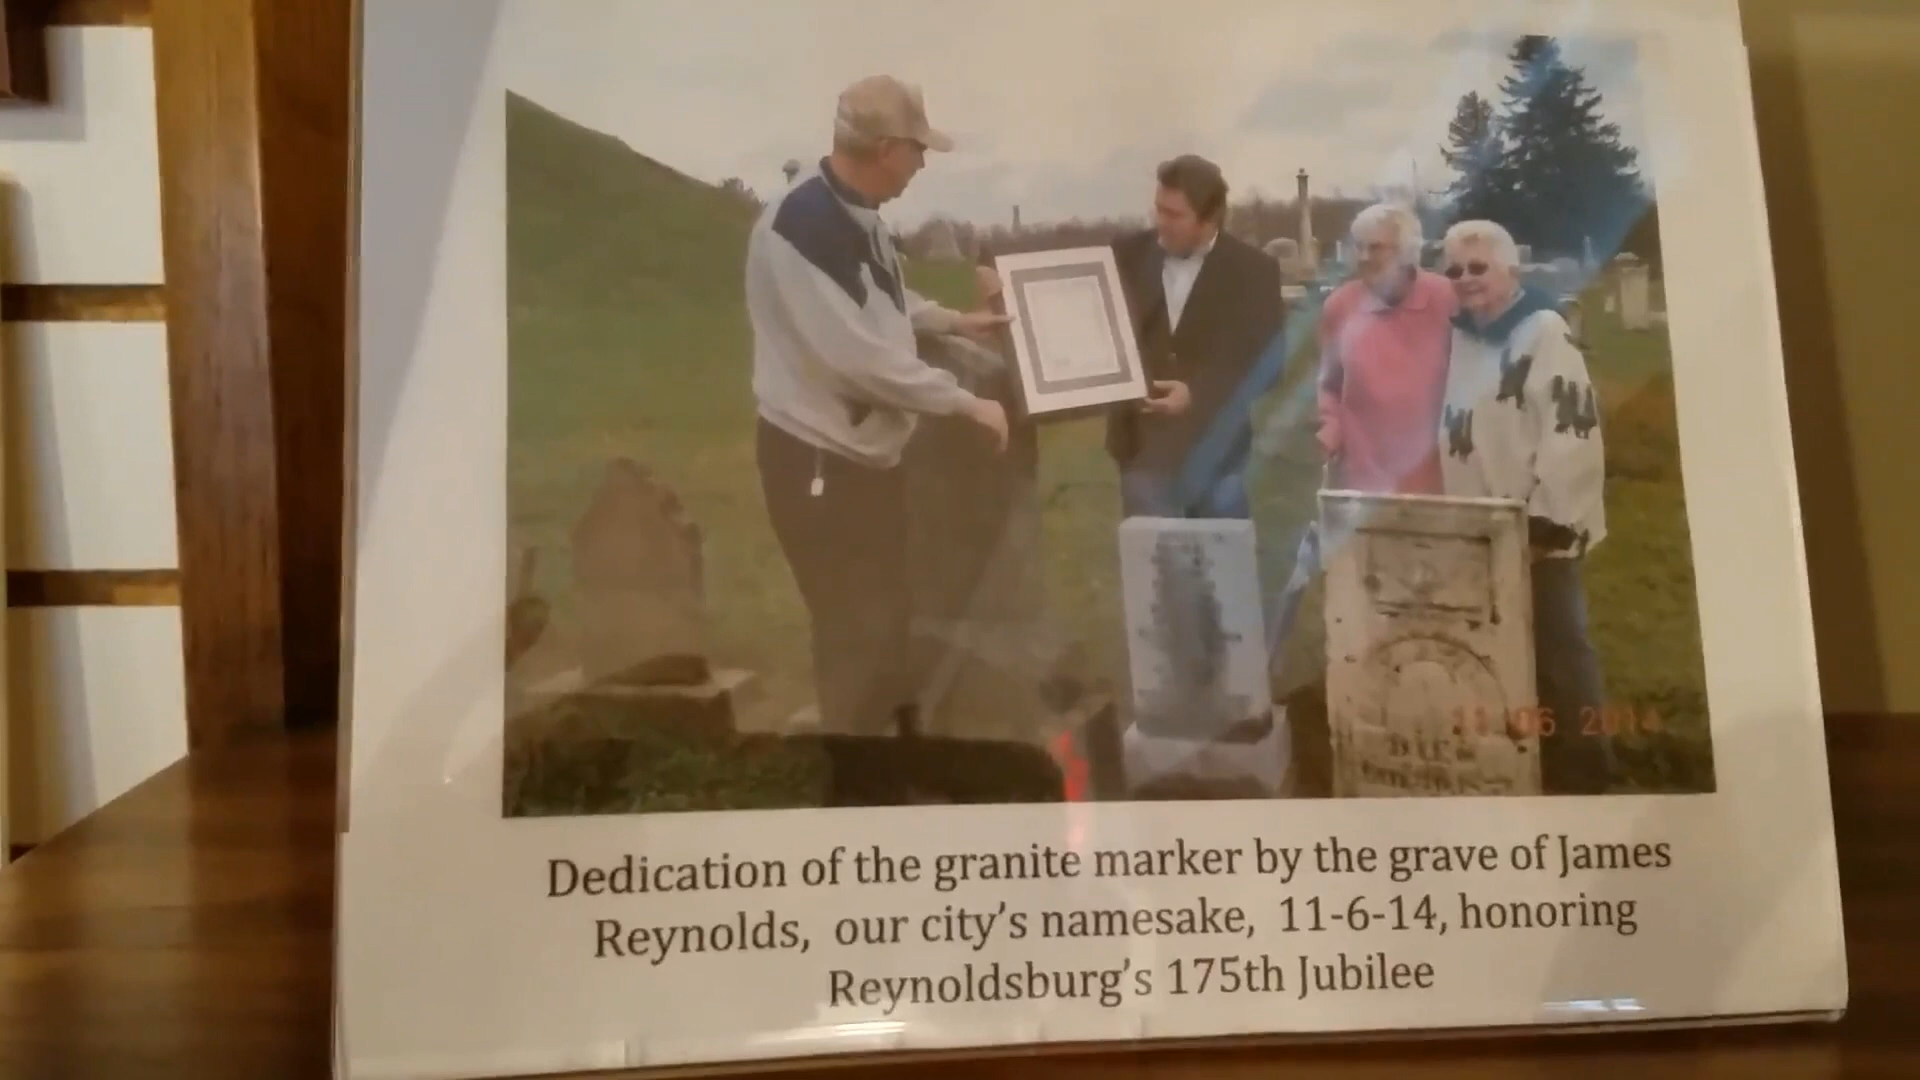 11 06 2014
Dedication of the granite marker by the grave of James
Reynolds, our city's namesake, 11-6-14, honoring
Reynoldsburg's 175th Jubilee